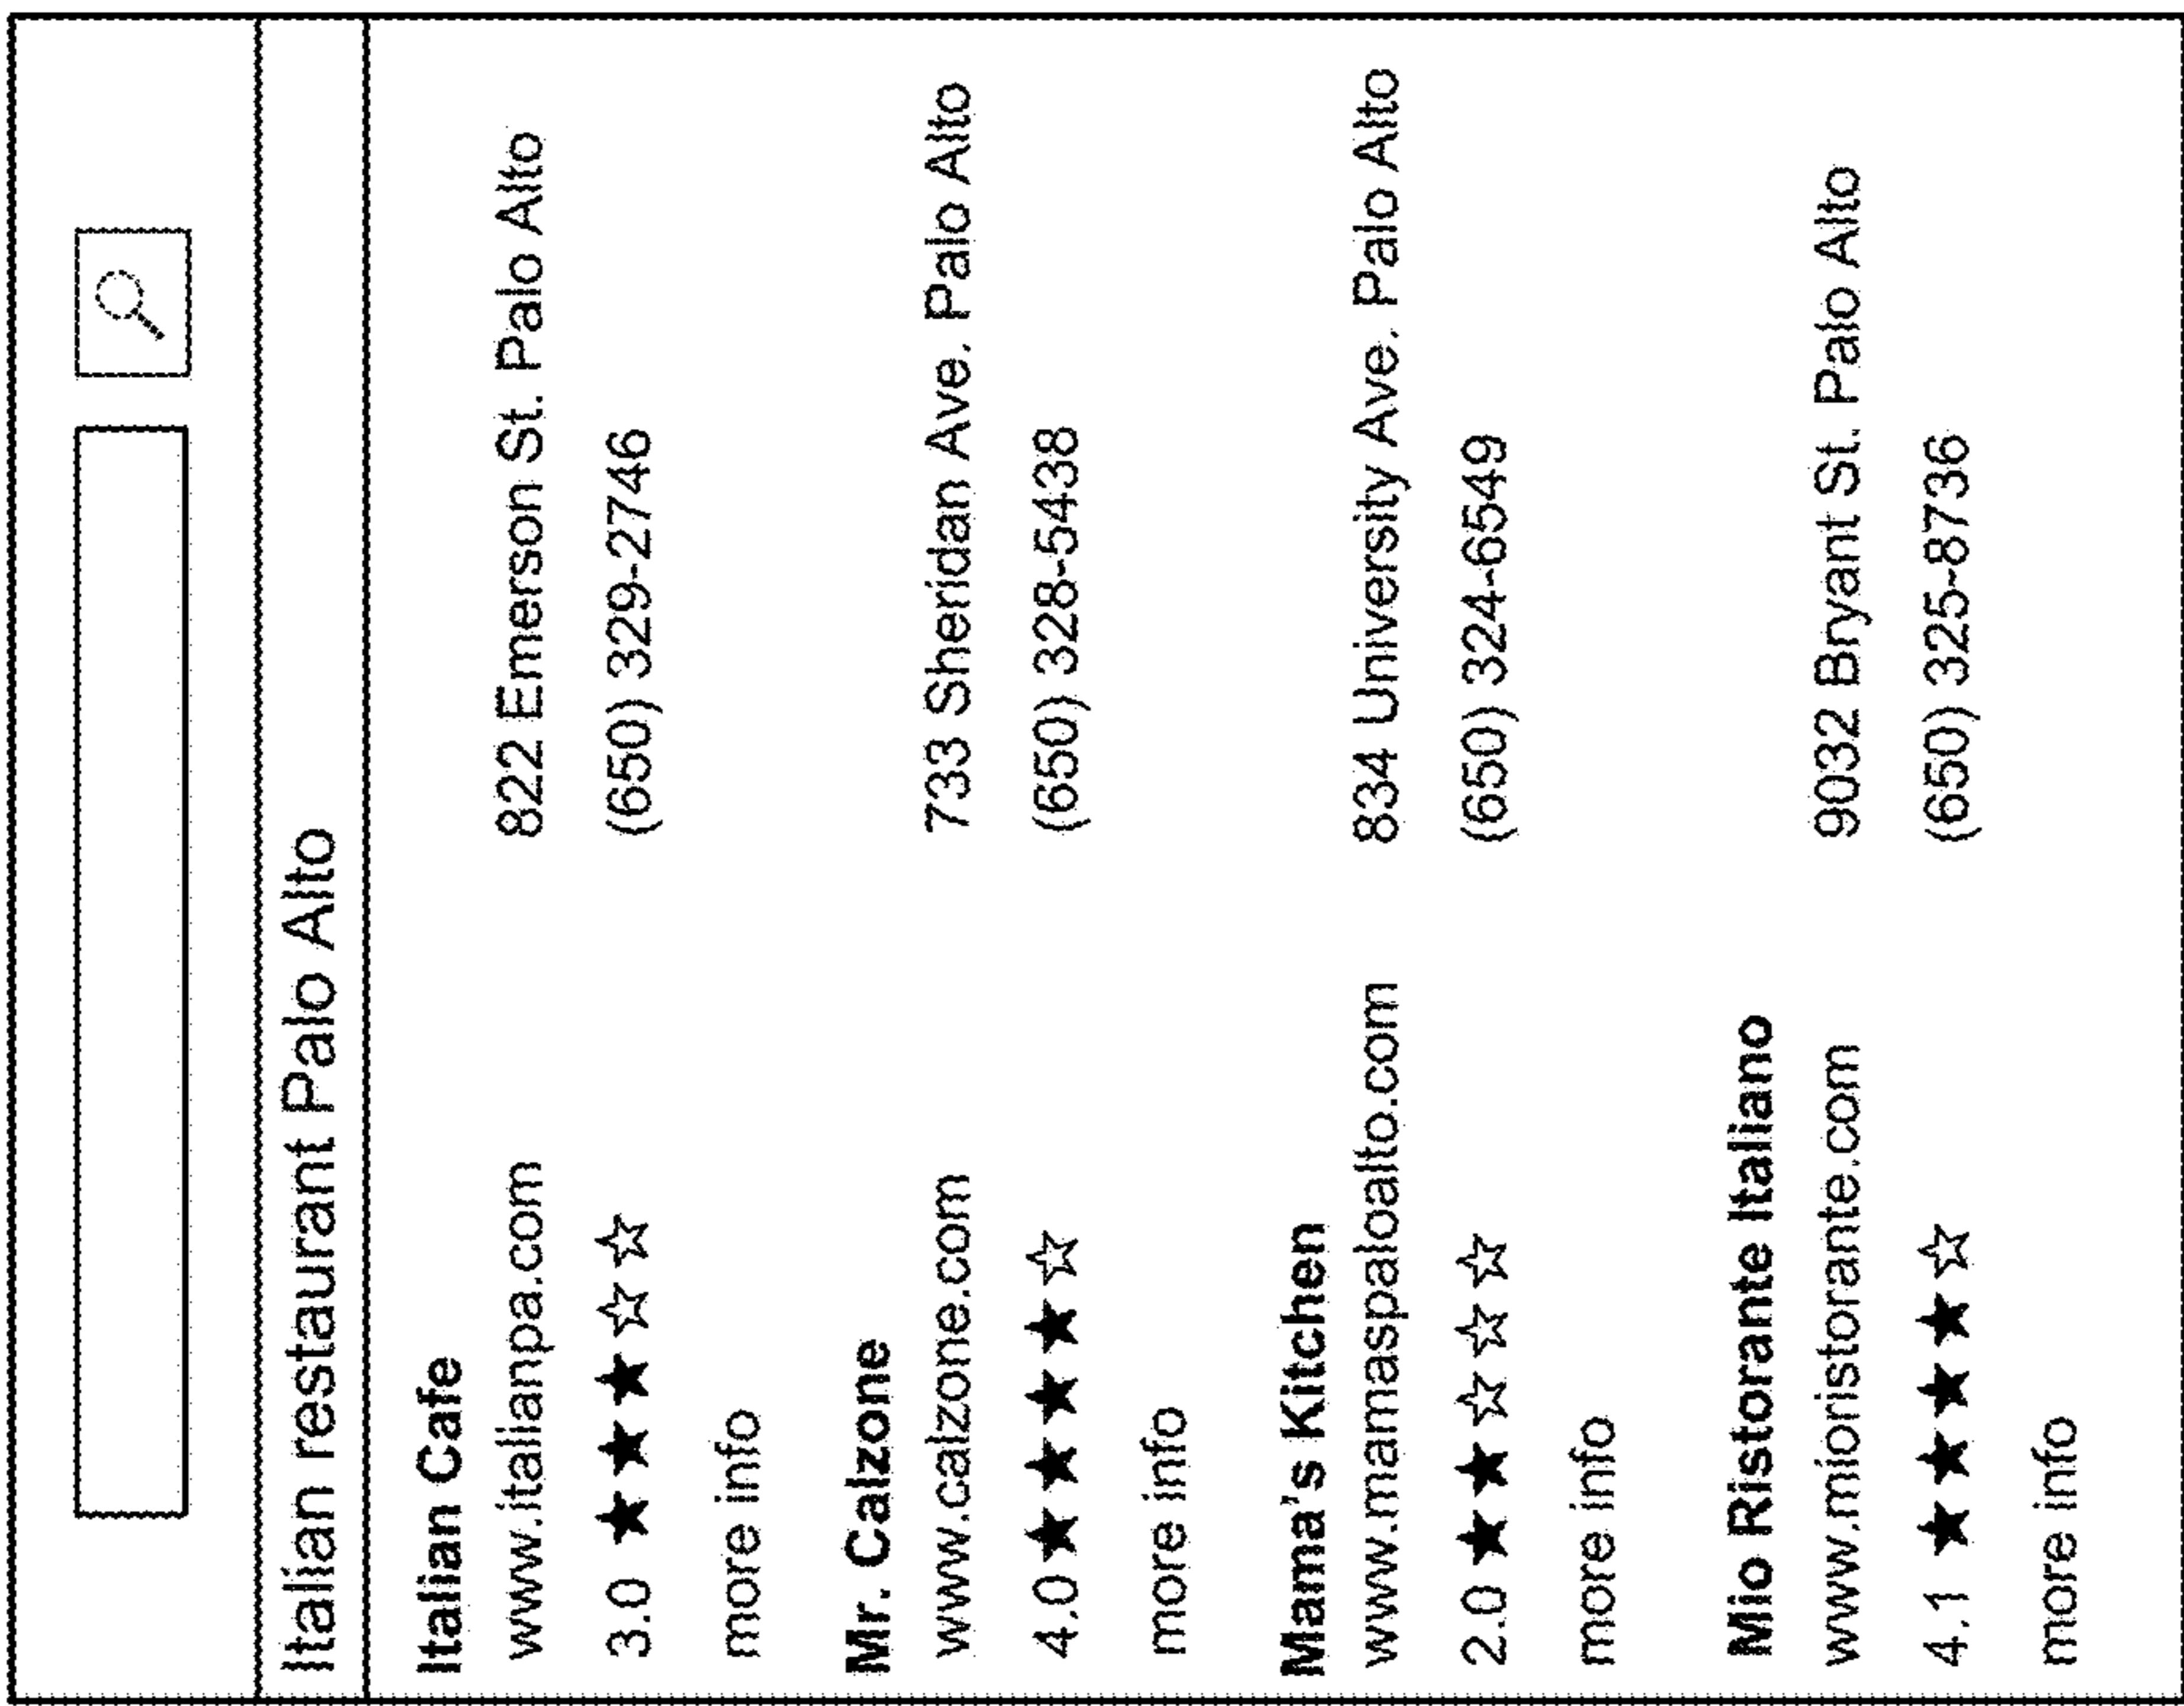 Italian restaurant Palo Alto
Italian Cafe
www.italianpa.com 822 Emerson St. Palo Alto
3.0 ★★★☆☆ (650) 329-2746
more info
Mr. Calzone
www.calzone.com 733 Sheridan Ave. Palo Alto
4.0 ★★★★☆ (650) 328-5438
more info
Mama's Kitchen
www.mamaspaloalto.com 834 University Ave. Palo Alto
2.0 ★★☆☆☆ (650) 324-6549
more info
Mio Ristorante Italiano
www.mioristorante.com 9032 Bryant St. Palo Alto
4.1 ★★★★☆ (650) 325-8736
more info